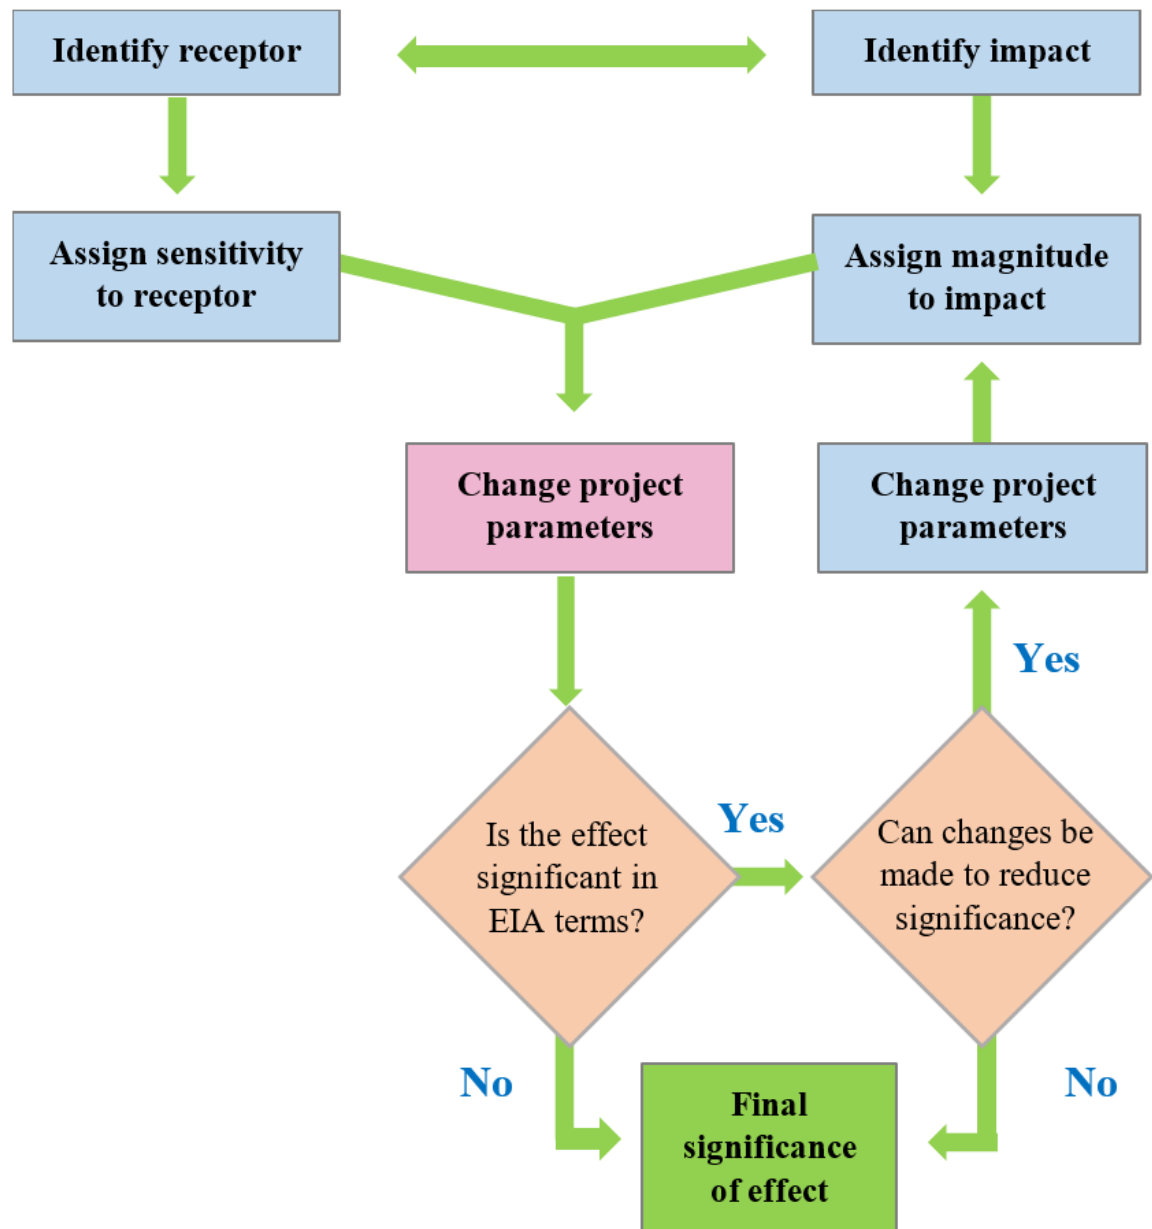 Identify receptor
Identify impact
Assign sensitivity
to receptor
Assign magnitude
to impact
Change project
parameters
Change project
parameters
Yes
Is the effect
significant in
EIA terms?
Yes
Can changes be
made to reduce
significance?
No
Final
significance
of effect
No